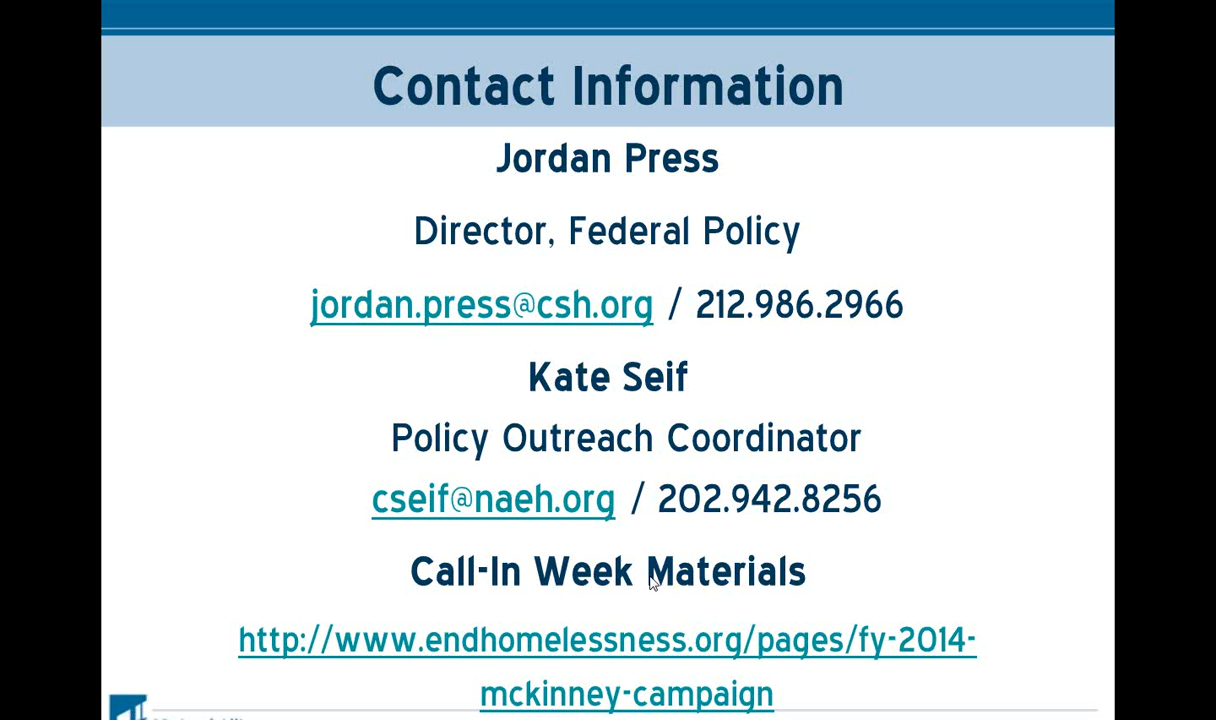 Contact Information
Jordan Press
Director, Federal Policy
jordan.press@csh.org / 212.986.2966
Kate Seif
Policy Outreach Coordinator
cseif@naeh.org / 202.942.8256
Call-In Week Materials
http://www.endhomelessness.org/pages/fy-2014-
mckinney-campaign